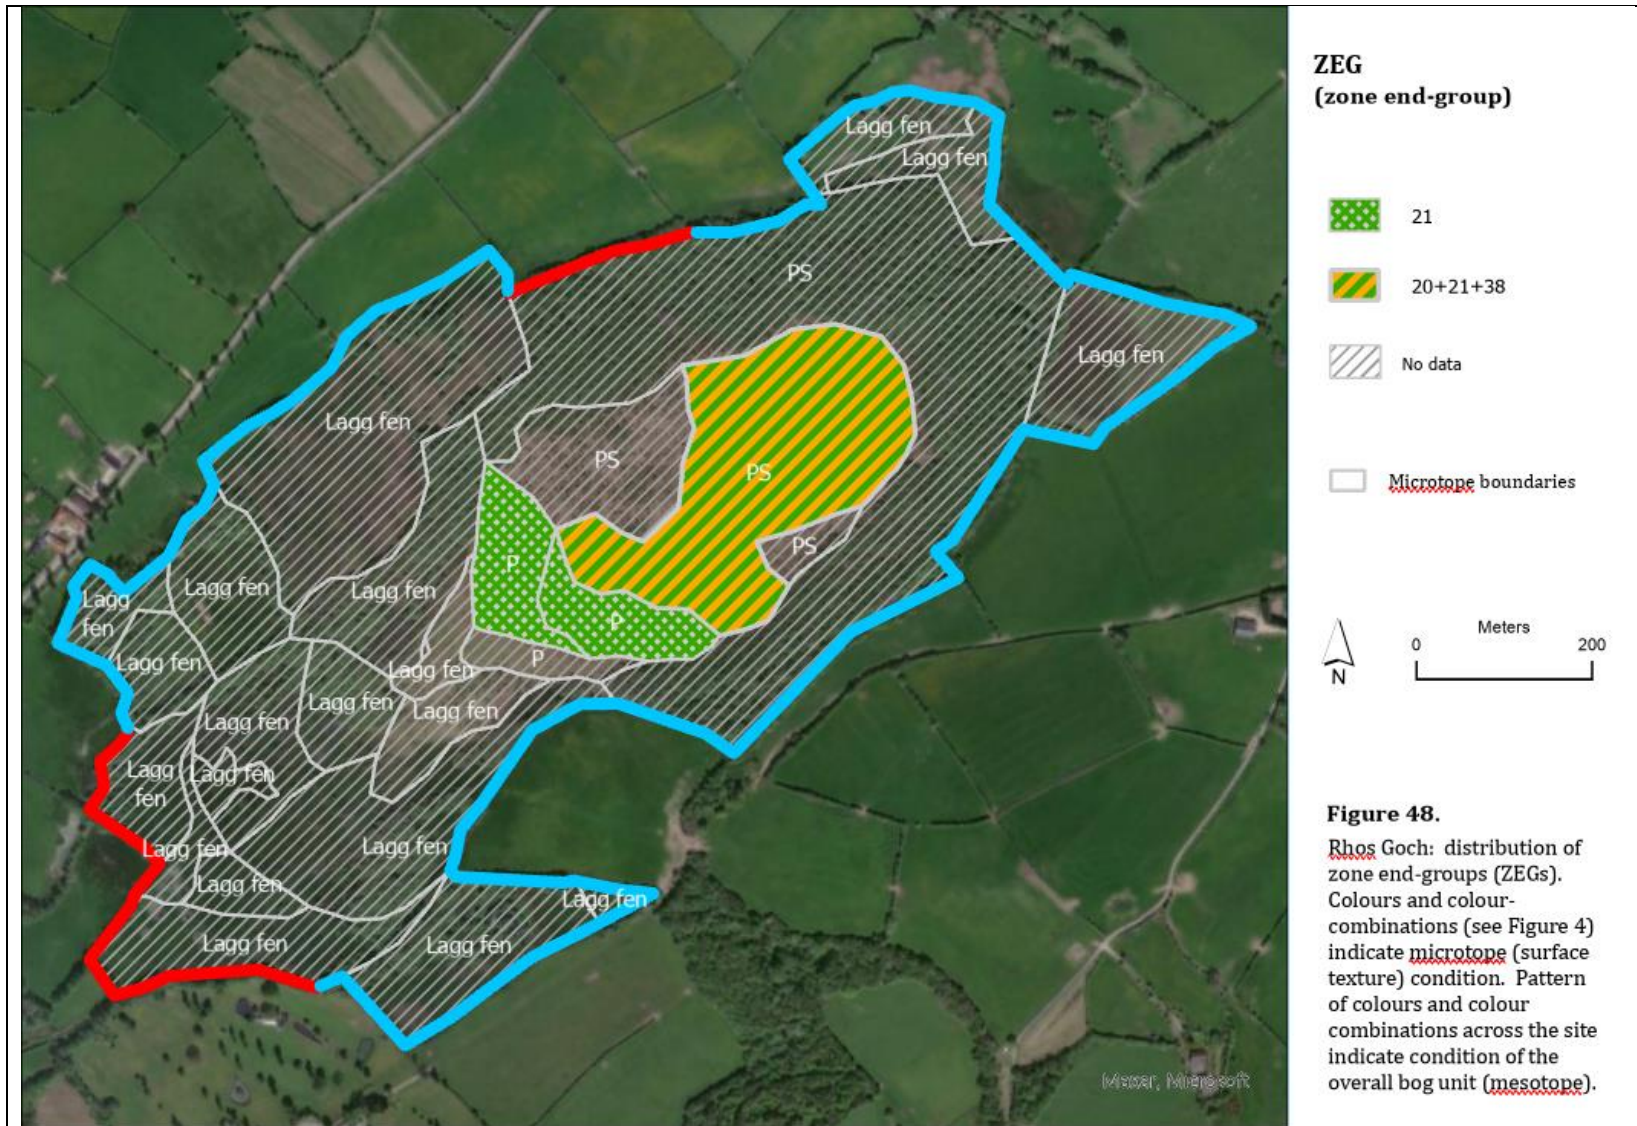 Lagg fen
Lagg fen
PS
Lagg fen
Lagg fen
PS
PS
PS
P
Lagg fen
Lagg fen
Lagg
fen
P
Lagg fen
P
Lagg fen
Lagg fen
Lagg fen
Lagg fen
Lagg
fen
Lagg fen
Lagg fen
Lagg fen
Lagg fen
Lagg fen
Lagg fen
Lagg fen
Maxar, Microsoft
ZEG
(zone end-group)
21
20+21+38
No data
Microtope boundaries
Meters
0 200
N
Figure 48.
Rhos Goch: distribution of
zone end-groups (ZEGs).
Colours and colour-
combinations (see Figure 4)
indicate microtope (surface
texture) condition. Pattern
of colours and colour
combinations across the site
indicate condition of the
overall bog unit (mesotope).